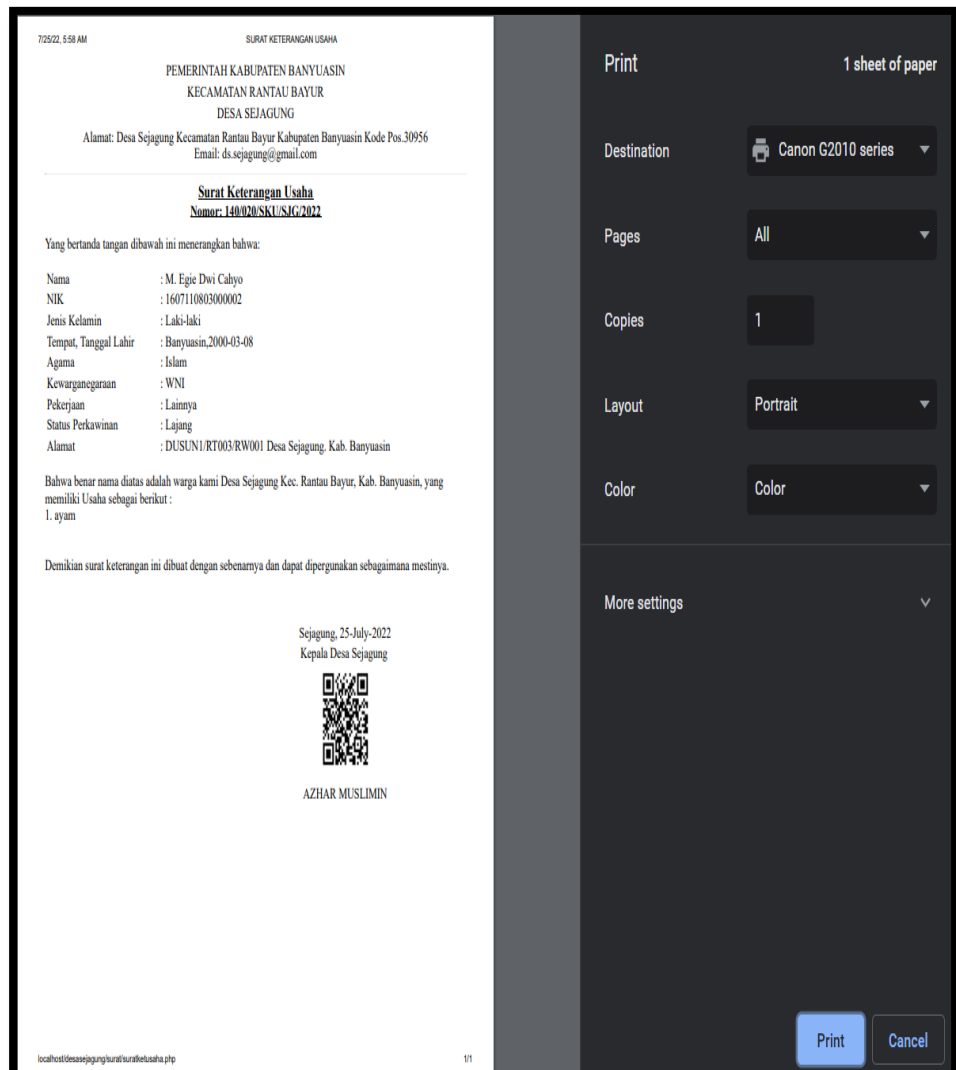 7/25/22, 5:58 AM SURAT KETERANGAN USAHA
PEMERINTAH KABUPATEN BANYUASIN
KECAMATAN RANTAU BAYUR
DESA SEJAGUNG
Alamat: Desa Sejagung Kecamatan Rantau Bayur Kabupaten Banyuasin Kode Pos.30956
Email: ds.sejagung@gmail.com
Surat Keterangan Usaha
Nomor: 140/020/SKU/SJG/2022
Yang bertanda tangan dibawah ini menerangkan bahwa:
Nama : M. Egie Dwi Cahyo
NIK : 1607110803000002
Jenis Kelamin : Laki-laki
Tempat, Tanggal Lahir : Banyuasin,2000-03-08
Agama : Islam
Kewarganegaraan : WNI
Pekerjaan : Lainnya
Status Perkawinan : Lajang
Alamat : DUSUN1/RT003/RW001 Desa Sejagung. Kab. Banyuasin
Bahwa benar nama diatas adalah warga kami Desa Sejagung Kec. Rantau Bayur, Kab. Banyuasin, yang
memiliki Usaha sebagai berikut :
1. ayam
Demikian surat keterangan ini dibuat dengan sebenarnya dan dapat dipergunakan sebagaimana mestinya.
Sejagung, 25-July-2022
Kepala Desa Sejagung
AZHAR MUSLIMIN
localhost/desasejagung/surat/suratketusaha.php 1/1
Print 1 sheet of paper
Destination Canon G2010 series
Pages All
Copies 1
Layout Portrait
Color Color
More settings
Print Cancel